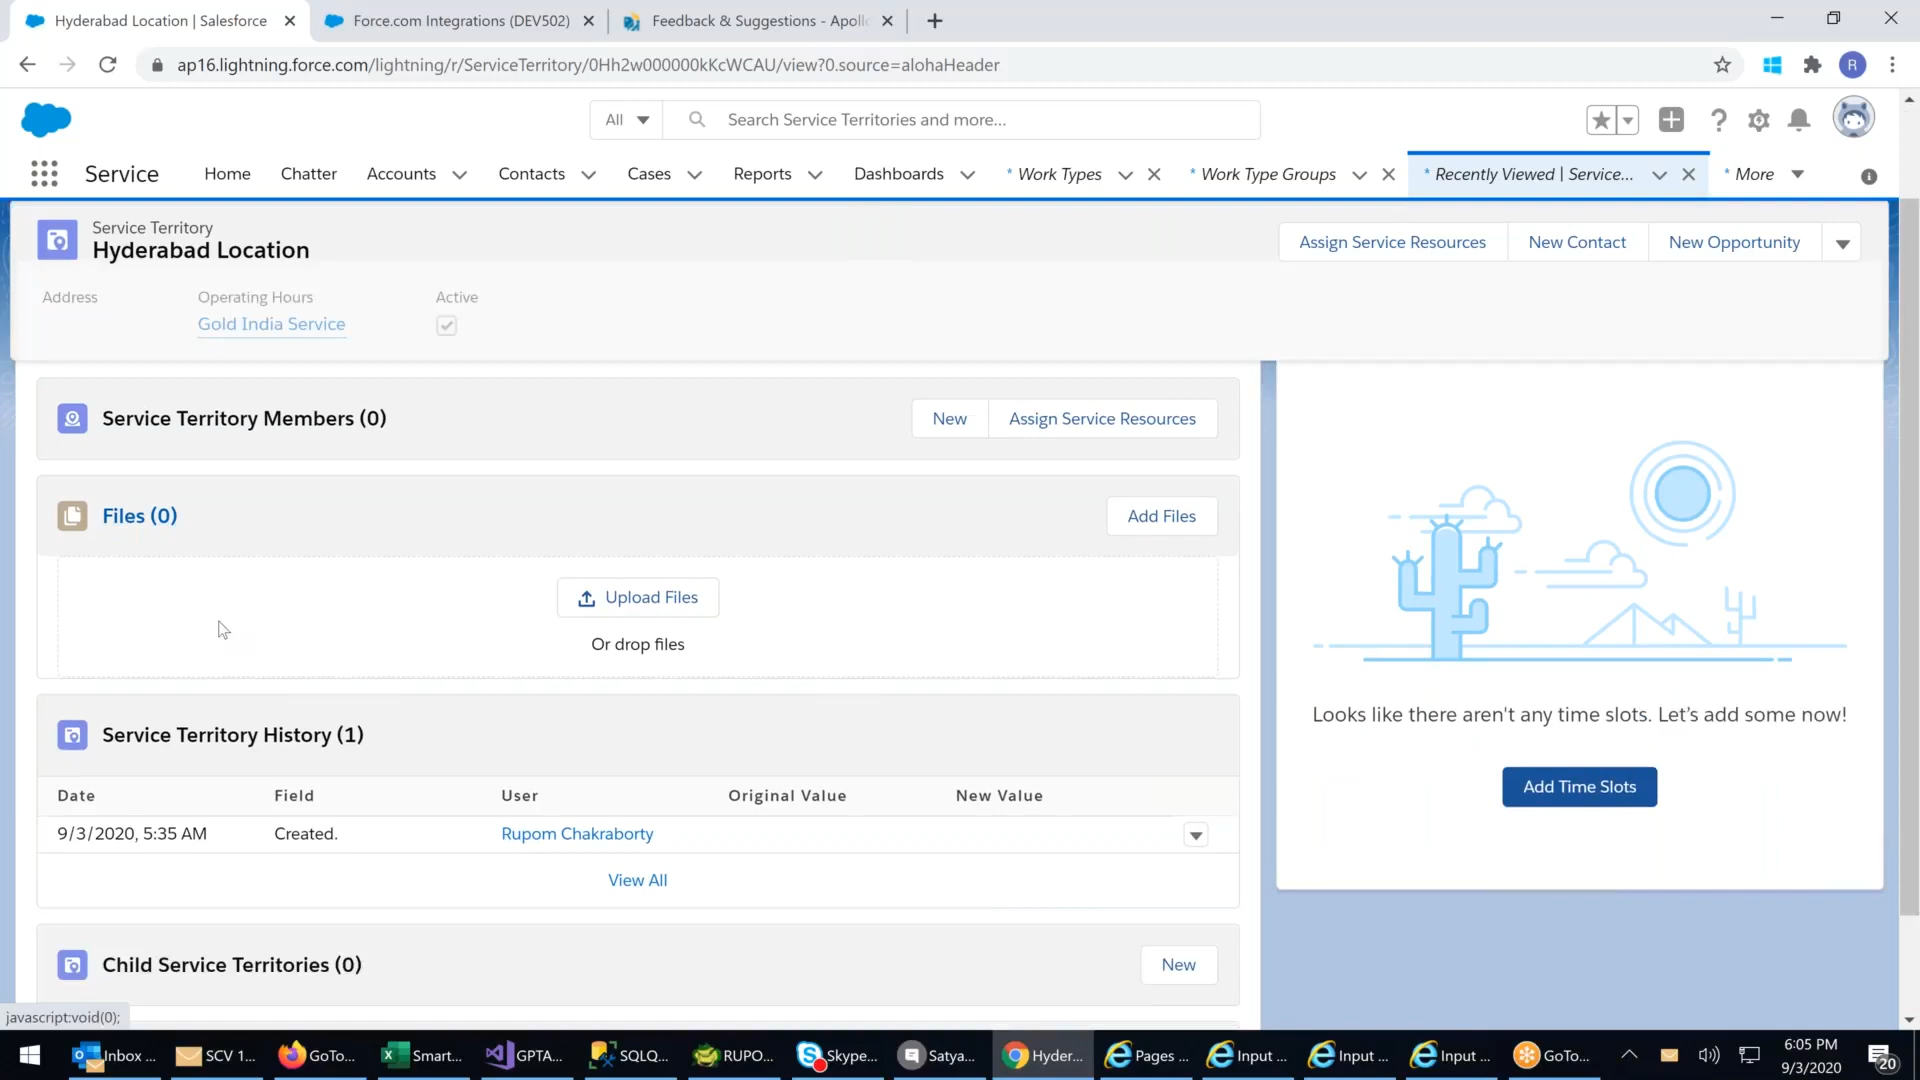 Hyderabad Location | Salesforce
Force.com Integrations (DEV502)
Feedback & Suggestions - Apoll
ap16.lightning.force.com/lightning/r/ServiceTerritory/0Hh2w000000kKcWCAU/view?0.source=alohaHeader
R
All
Search Service Territories and more...
Service
Home
Chatter
Accounts
Contacts
Cases
Reports
Dashboards
* Work Types
* Work Type Groups
* Recently Viewed | Service...
* More
Service Territory
Hyderabad Location
Assign Service Resources
New Contact
New Opportunity
Address
Operating Hours
Active
Gold India Service
Service Territory Members (0)
New
Assign Service Resources
Files (0)
Add Files
Upload Files
Or drop files
Service Territory History (1)
Date
Field
User
Original Value
New Value
9/3/2020, 5:35 AM
Created.
Rupom Chakraborty
View All
Child Service Territories (0)
New
Looks like there aren't any time slots. Let's add some now!
Add Time Slots
javascript:void(0);
Inbox ...
SCV 1...
GoTo...
Smart...
GPTA...
SQLQ...
RUPO...
Skype...
Satya...
Hyder...
Pages ...
Input ...
Input ...
Input ...
GoTo...
6:05 PM
9/3/2020
20